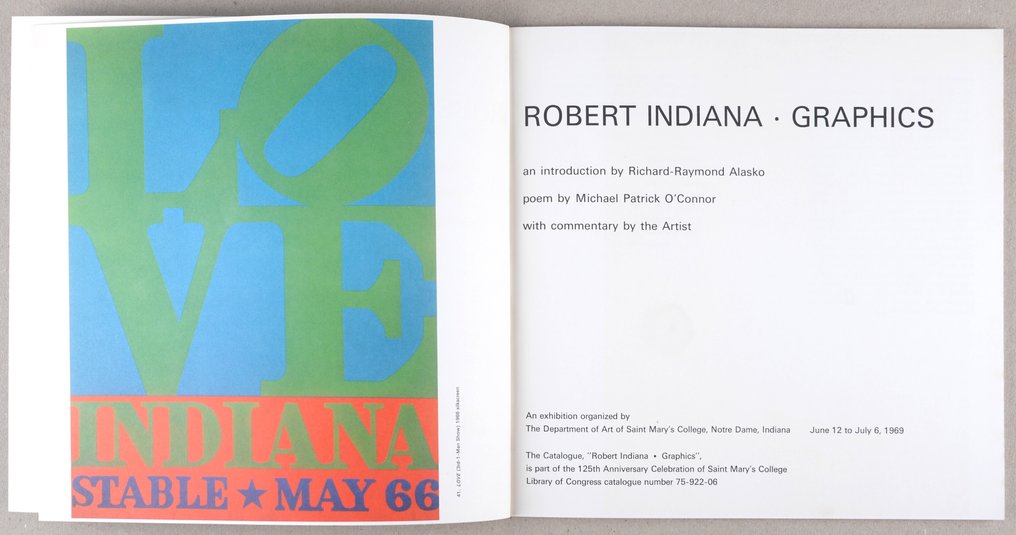 LO
VE
INDIANA
STABLE ★ MAY 66
41. LOVE (3rd-1-Man Show) 1966 silkscreen
ROBERT INDIANA • GRAPHICS
an introduction by Richard-Raymond Alasko
poem by Michael Patrick O'Connor
with commentary by the Artist
An exhibition organized by
The Department of Art of Saint Mary's College, Notre Dame, Indiana June 12 to July 6, 1969
The Catalogue, "Robert Indiana • Graphics",
is part of the 125th Anniversary Celebration of Saint Mary's College
Library of Congress catalogue number 75-922-06